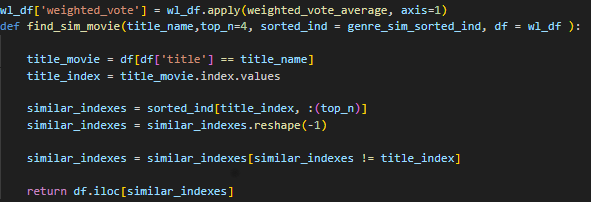 wl_df['weighted_vote'] = wl_df.apply(weighted_vote_average, axis=1)
def find_sim_movie(title_name,top_n=4, sorted_ind = genre_sim_sorted_ind, df = wl_df ):
title_movie = df[df['title'] == title_name]
title_index = title_movie.index.values
similar_indexes = sorted_ind[title_index, :(top_n)]
similar_indexes = similar_indexes.reshape(-1)
similar_indexes = similar_indexes[similar_indexes != title_index]
return df.iloc[similar_indexes]